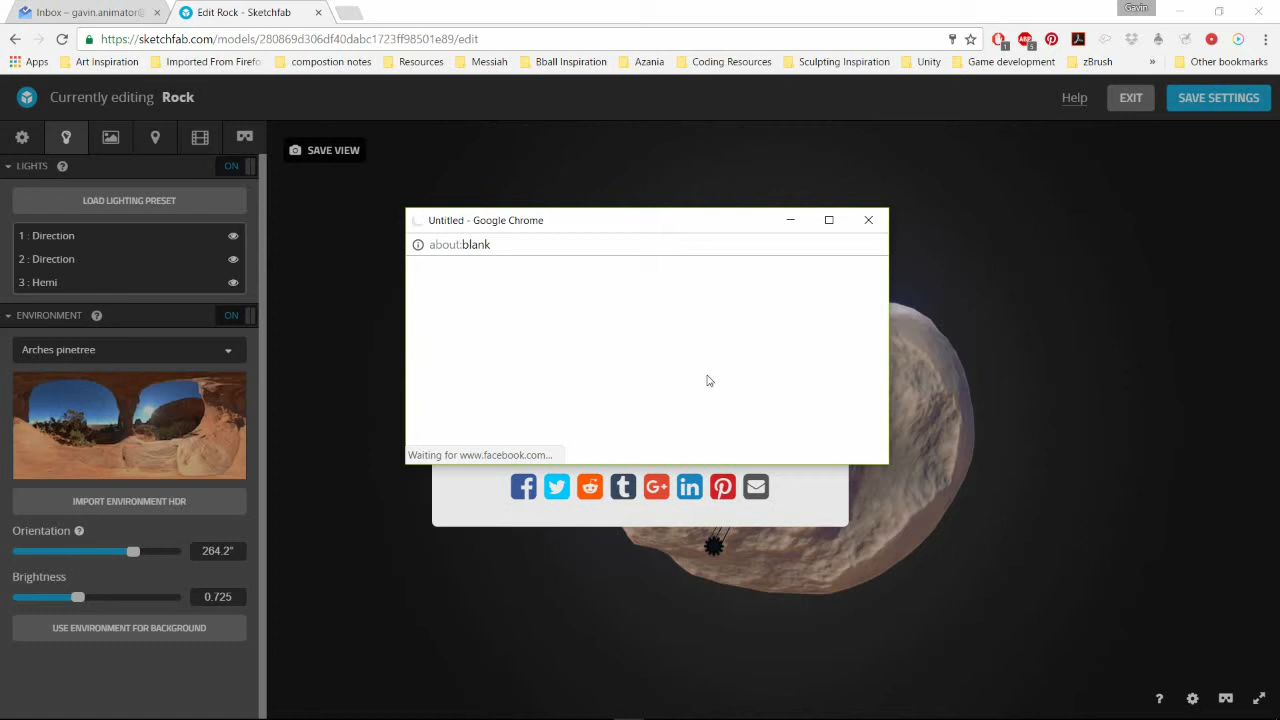 Inbox – gavin.animator@
Edit Rock - Sketchfab
Gavin
https://sketchfab.com/models/280869d306df40dabc1723ff98501e89/edit
Apps
Art Inspiration
Imported From Firefo
compostion notes
Resources
Messiah
Bball Inspiration
Azania
Coding Resources
Sculpting Inspiration
Unity
Game development
zBrush
»
Other bookmarks
Currently editing Rock
Help
EXIT
SAVE SETTINGS
LIGHTS
ON
SAVE VIEW
LOAD LIGHTING PRESET
1 : Direction
2 : Direction
3 : Hemi
ENVIRONMENT
ON
Arches pinetree
IMPORT ENVIRONMENT HDR
Orientation
264.2°
Brightness
0.725
USE ENVIRONMENT FOR BACKGROUND
Untitled - Google Chrome
about:blank
Waiting for www.facebook.com...